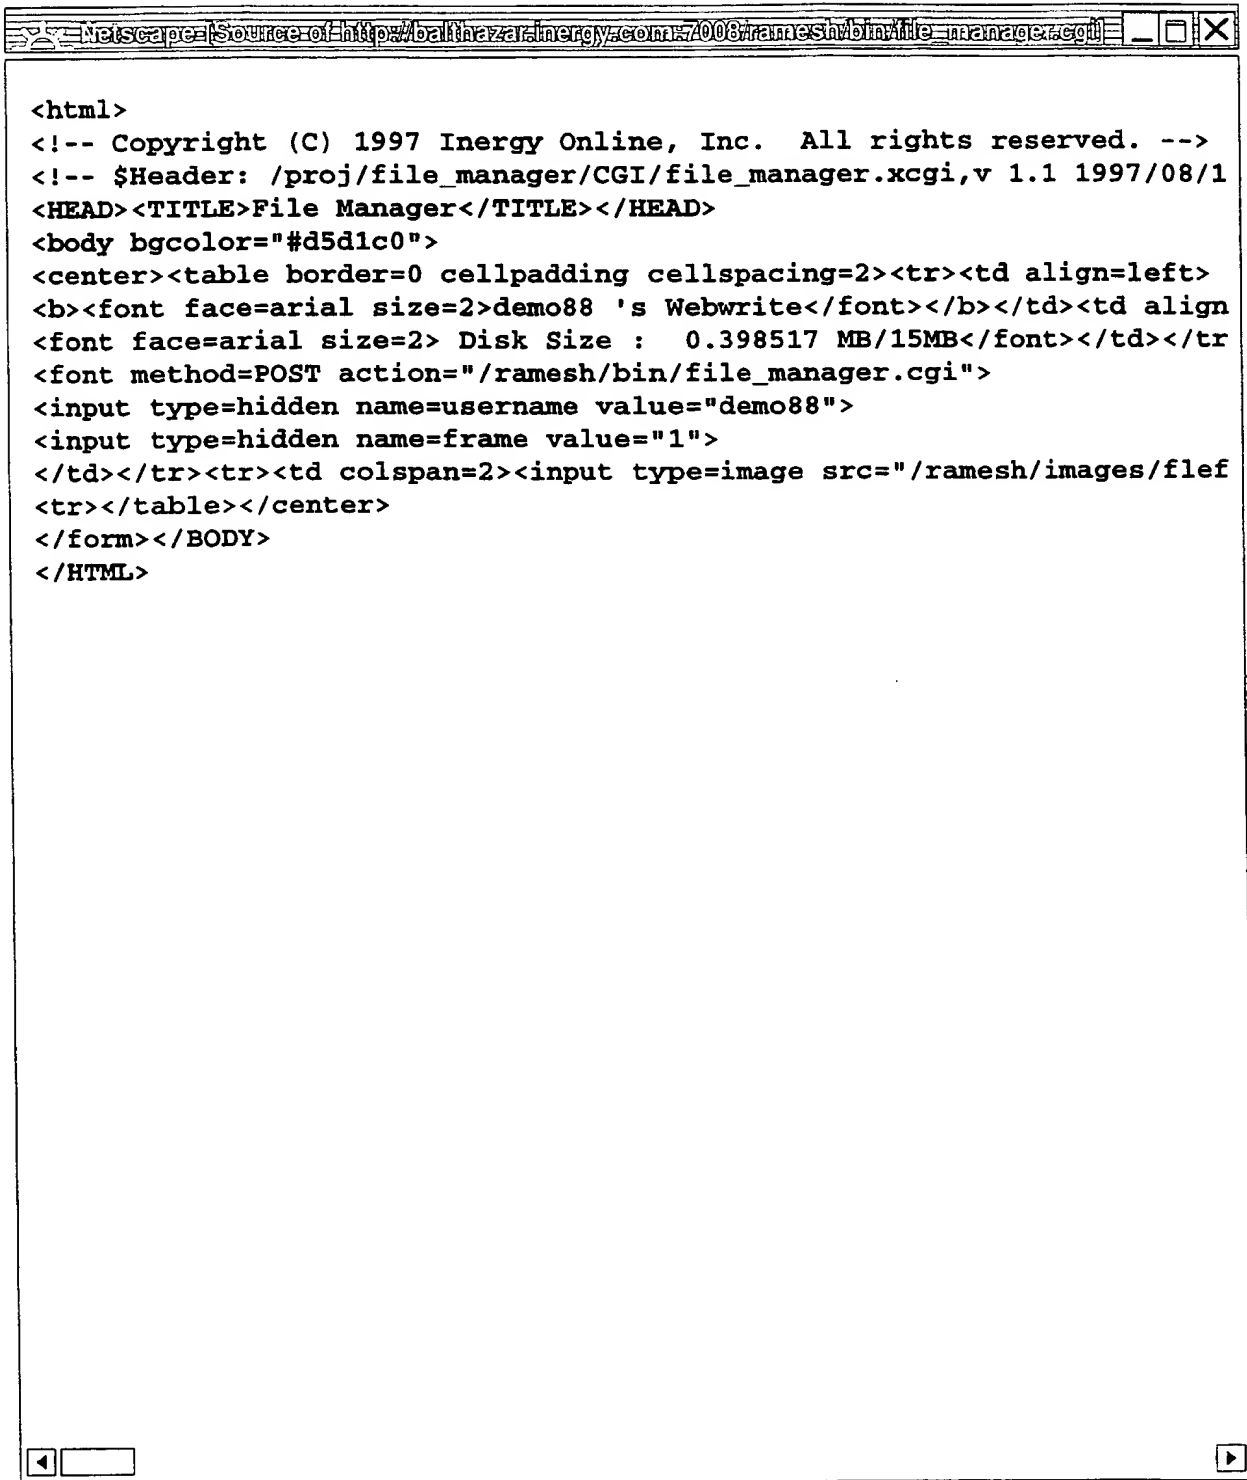 Netscape-[Source of http://balthazar.inergy.com:7008/ramesh/bin/file_manager.cgi]
<html>
<!-- Copyright (C) 1997 Inergy Online, Inc.  All rights reserved. -->
<!-- $Header: /proj/file_manager/CGI/file_manager.xcgi,v 1.1 1997/08/1
<HEAD><TITLE>File Manager</TITLE></HEAD>
<body bgcolor="#d5d1c0">
<center><table border=0 cellpadding cellspacing=2><tr><td align=left>
<b><font face=arial size=2>demo88 's Webwrite</font></b></td><td align
<font face=arial size=2> Disk Size :  0.398517 MB/15MB</font></td></tr
<font method=POST action="/ramesh/bin/file_manager.cgi">
<input type=hidden name=username value="demo88">
<input type=hidden name=frame value="1">
</td></tr><tr><td colspan=2><input type=image src="/ramesh/images/flef
<tr></table></center>
</form></BODY>
</HTML>